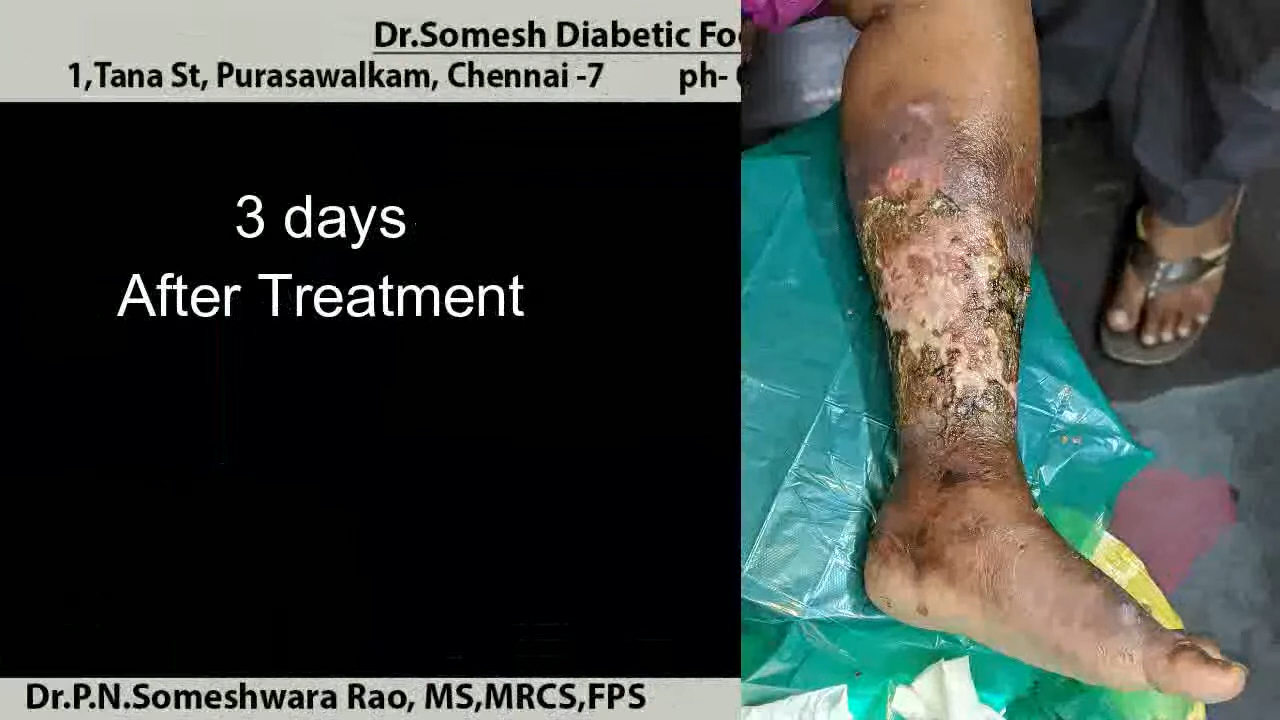 Dr.Somesh Diabetic
1,Tana St, Purasawalkam, Chennai -7 ph-
3 days
After Treatment
Dr.P.N.Someshwara Rao, MS,MRCS,FPS